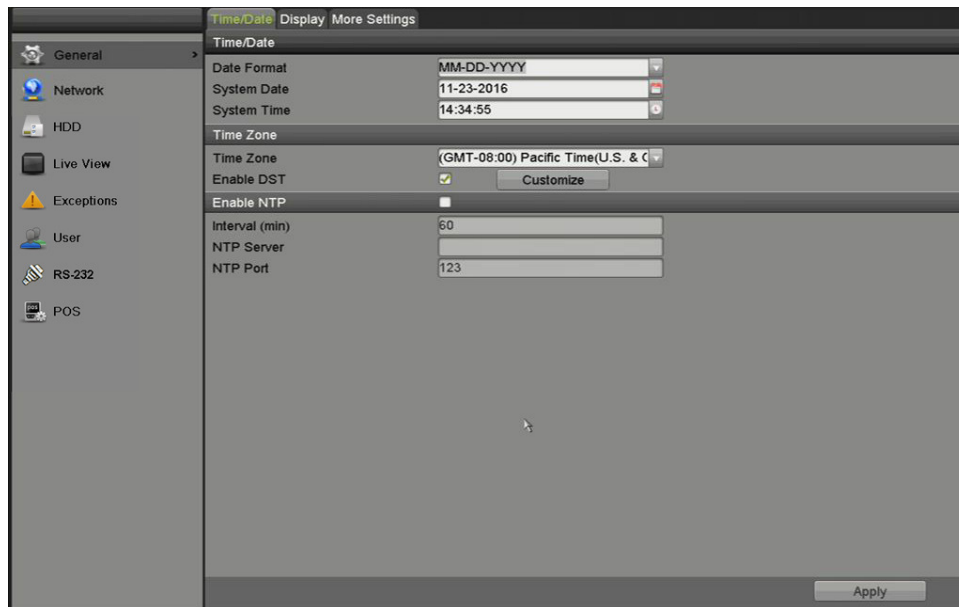 Time/Date Display More Settings
Time/Date
General
Date Format MM-DD-YYYY
Network
System Date 11-23-2016
System Time 14:34:55
HDD
Time Zone
Live View
Time Zone (GMT-08:00) Pacific Time(U.S. & C
Enable DST Customize
Exceptions
Enable NTP
Interval (min) 60
User
NTP Server
RS-232
NTP Port 123
POS
Apply